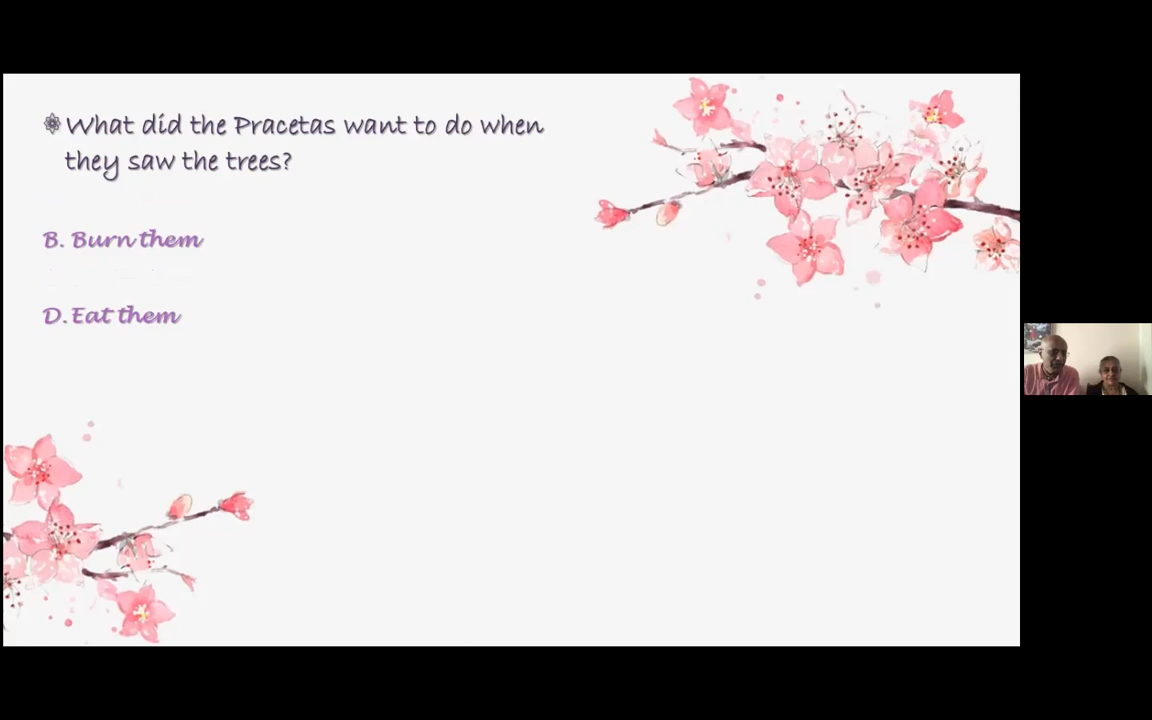 What did the Pracetas want to do when
they saw the trees?
B. Burn them
D. Eat them